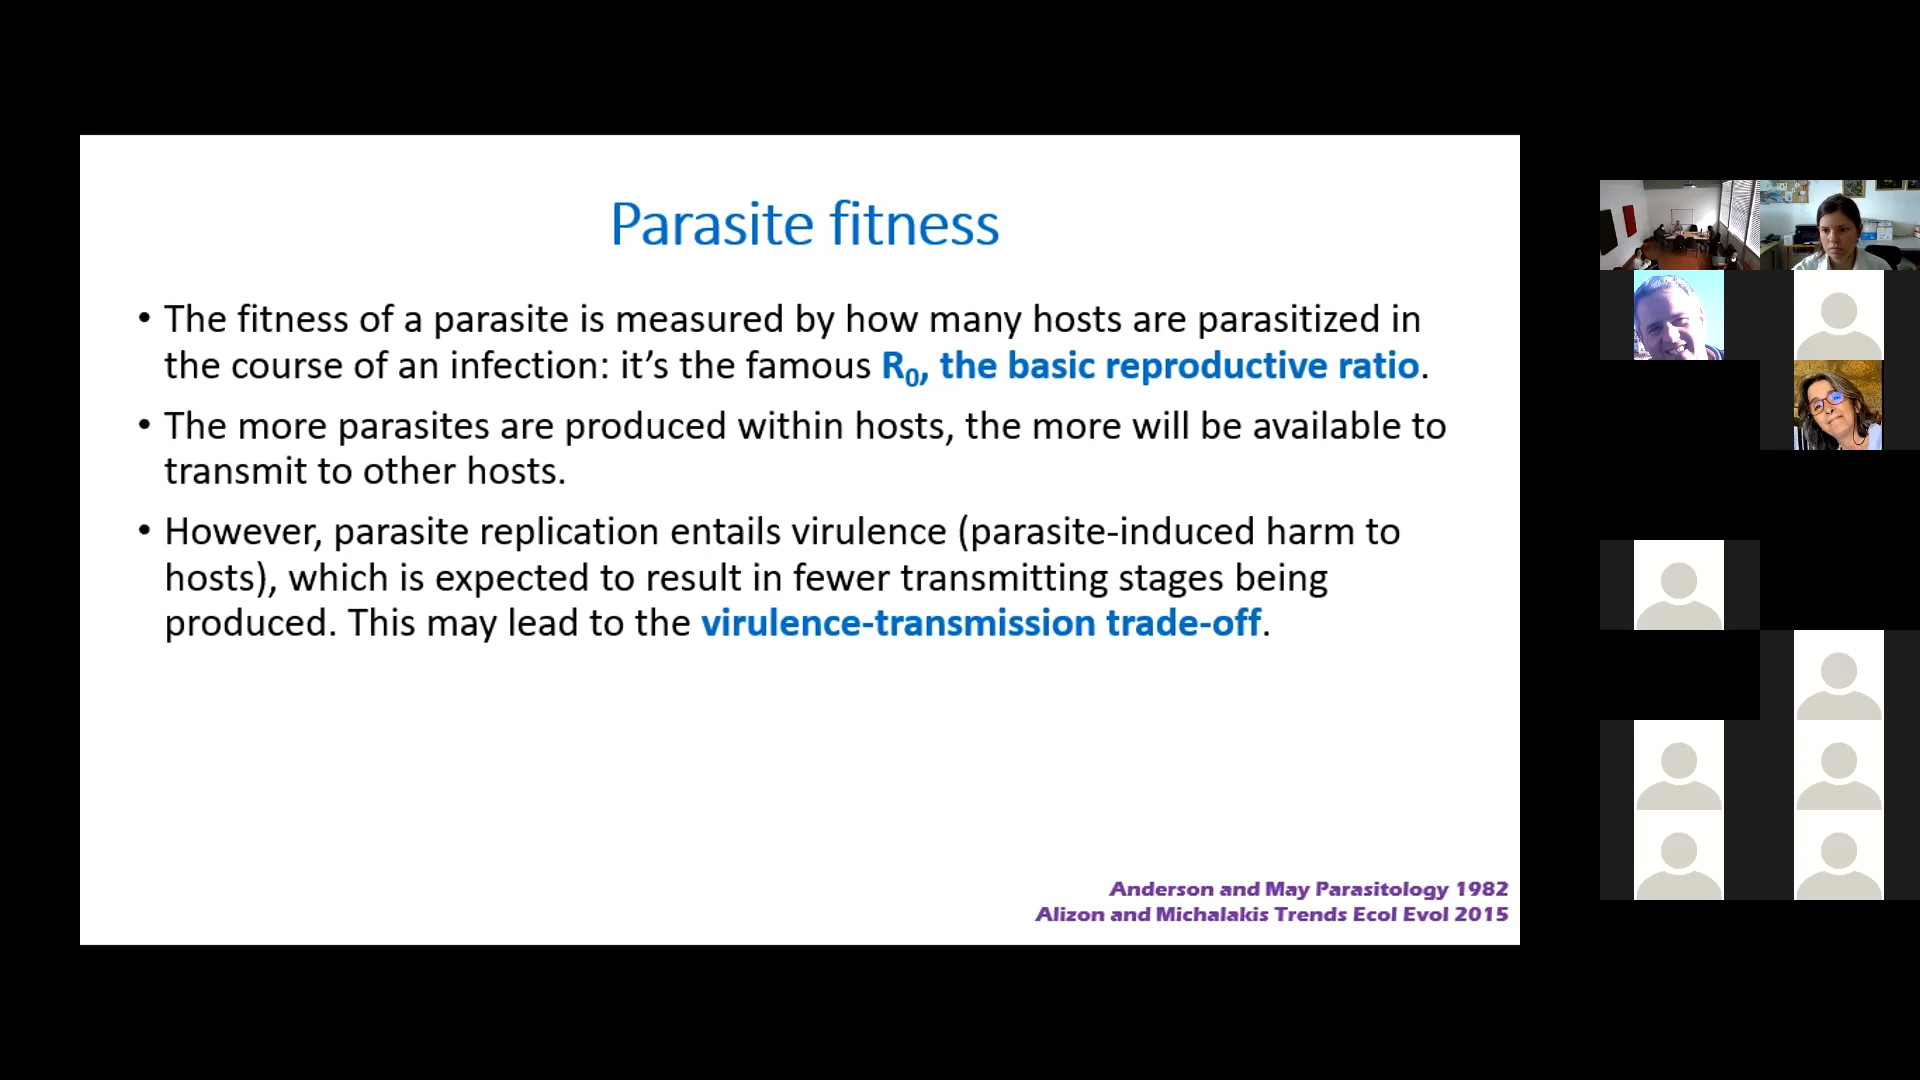 Parasite fitness
• The fitness of a parasite is measured by how many hosts are parasitized in
the course of an infection: it’s the famous R0, the basic reproductive ratio.
• The more parasites are produced within hosts, the more will be available to
transmit to other hosts.
• However, parasite replication entails virulence (parasite-induced harm to
hosts), which is expected to result in fewer transmitting stages being
produced. This may lead to the virulence-transmission trade-off.
Anderson and May Parasitology 1982
Alizon and Michalakis Trends Ecol Evol 2015